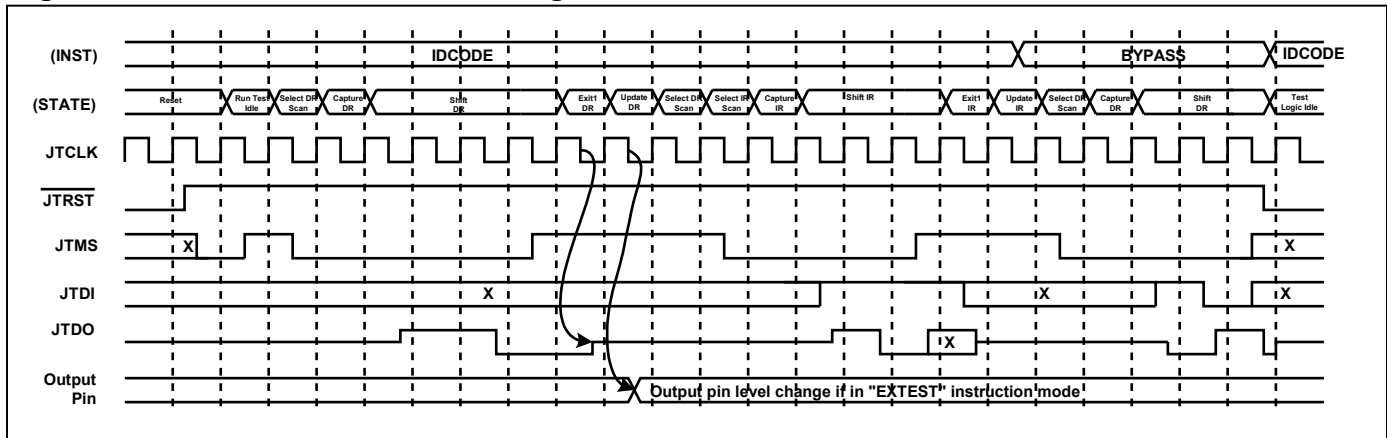 (INST) IDCODE BYPASS IDCODE
(STATE) Reset Run Test Idle Select DR Scan Capture DR Shift DR Exit1 DR Update DR Select DR Scan Select IR Scan Capture IR Shift IR Exit1 IR Update IR Select DR Scan Capture DR Shift DR Test Logic Idle
JTCLK
JTRST
JTMS X X
JTDI X X X
JTDO X
Output Pin Output pin level change if in "EXTEST" instruction mode